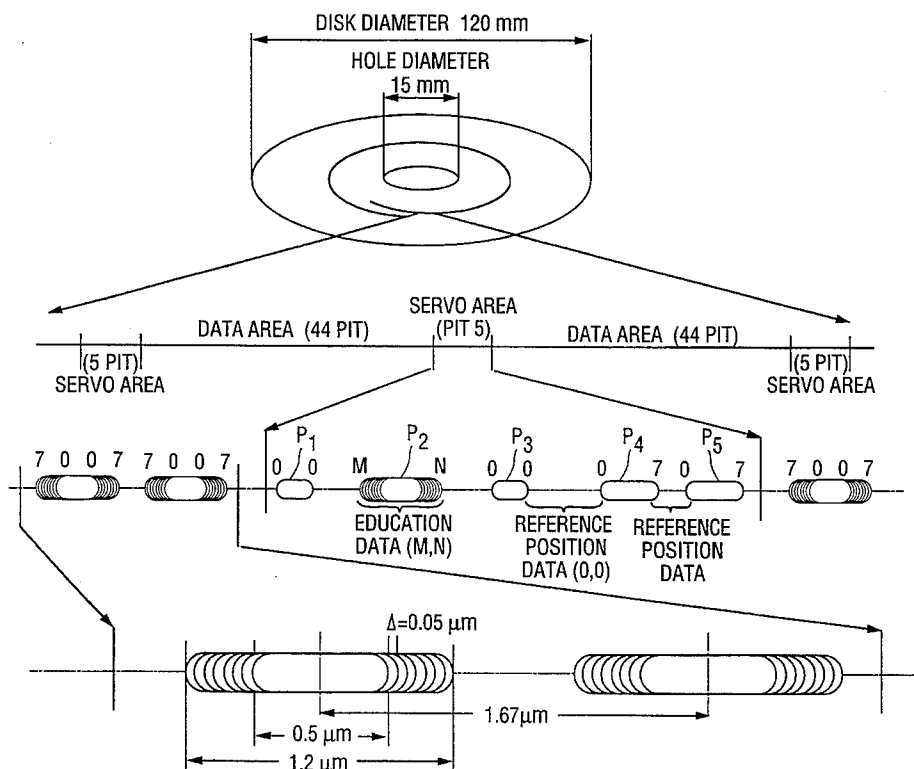 DISK DIAMETER 120 mm
HOLE DIAMETER
15 mm
SERVO AREA
(PIT 5)
DATA AREA (44 PIT)
DATA AREA (44 PIT)
(5 PIT)
SERVO AREA
(5 PIT)
SERVO AREA
P1 P2 P3 P4 P5
7 0 0 7 7 0 0 7 0 0 M N 0 0 0 7 0 7 7 0 0 7
EDUCATION
DATA (M,N)
REFERENCE
POSITION
DATA (0,0)
REFERENCE
POSITION
DATA
Δ=0.05 μm
1.67μm
0.5 μm
1.2 μm